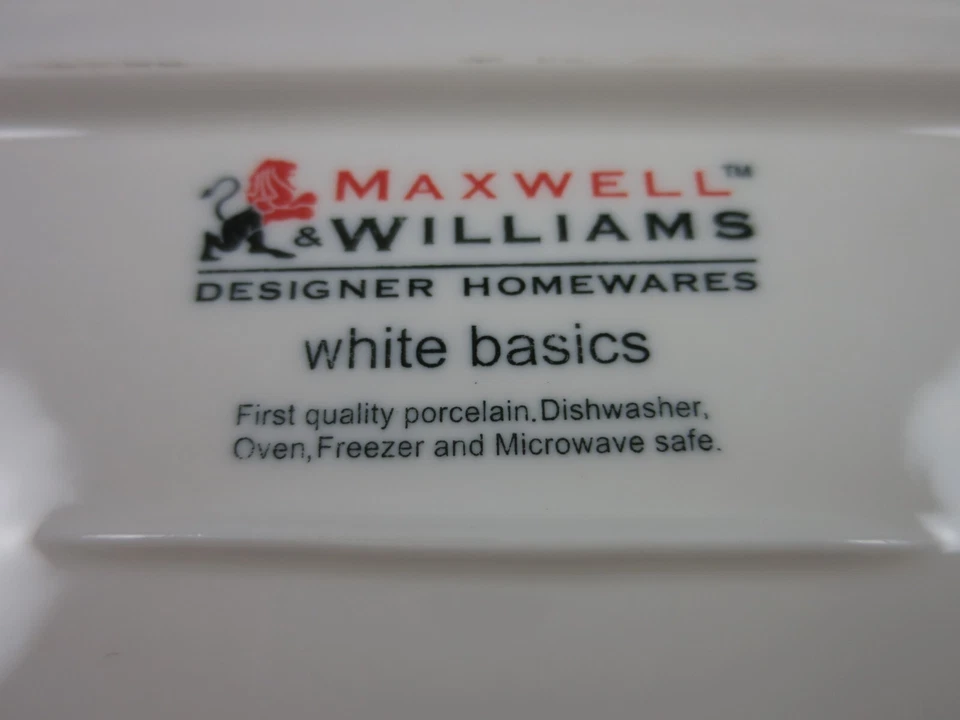 MAXWELL™
& WILLIAMS
DESIGNER HOMEWARES
white basics
First quality porcelain.Dishwasher,
Oven,Freezer and Microwave safe.